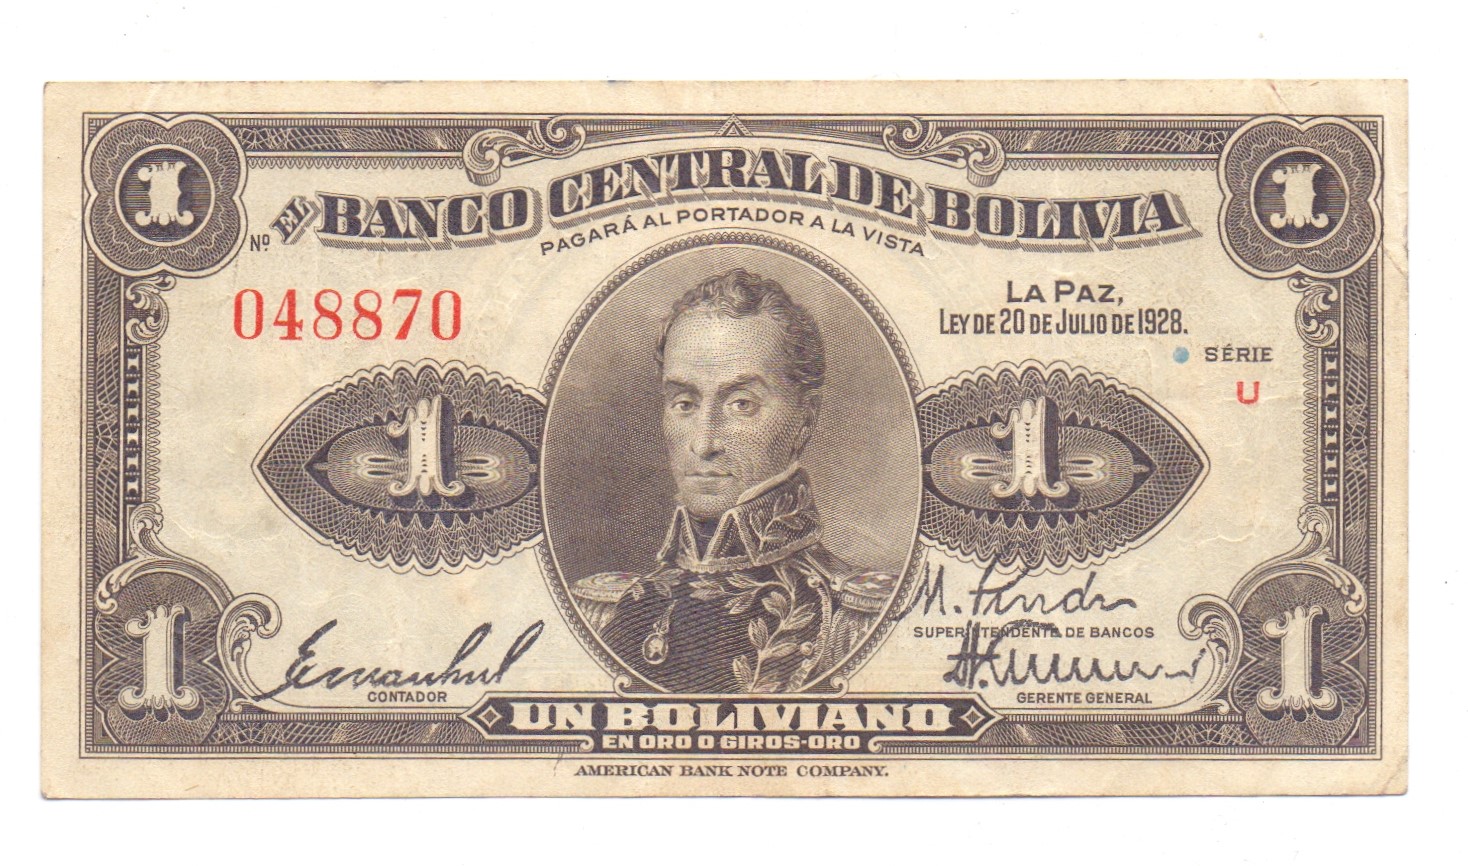 1
1
Nº EL BANCO CENTRAL DE BOLIVIA
PAGARÁ AL PORTADOR A LA VISTA
048870
LA PAZ,
LEY DE 20 DE JULIO DE 1928.
SÉRIE
U
1
1
SUPERINTENDENTE DE BANCOS
CONTADOR
GERENTE GENERAL
1
1
UN BOLIVIANO
EN ORO O GIROS-ORO
AMERICAN BANK NOTE COMPANY.